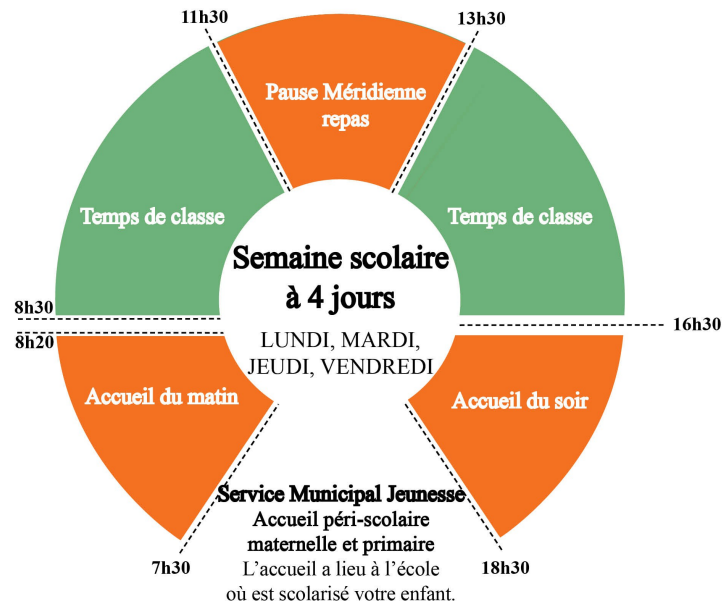 11h30
13h30
Pause Méridienne
repas
Temps de classe
Temps de classe
Semaine scolaire
à 4 jours
LUNDI, MARDI,
JEUDI, VENDREDI
8h30
8h20
16h30
Accueil du matin
Accueil du soir
Service Municipal Jeunesse
Accueil péri-scolaire
maternelle et primaire
7h30
18h30
L'accueil a lieu à l'école
où est scolarisé votre enfant.